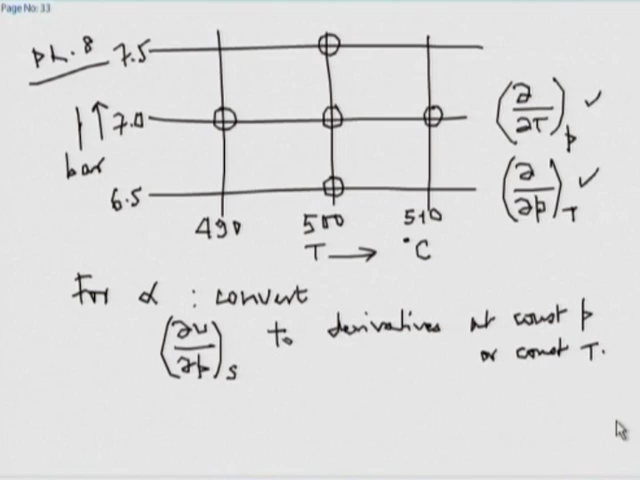 Page No: 33
ph. 8
7.5
7.0
bar
6.5
490 500 510
T → °C
(∂/∂T)p ✓
(∂/∂p)T ✓
For α : convert
(∂v/∂p)s to derivatives at const p
or const T.